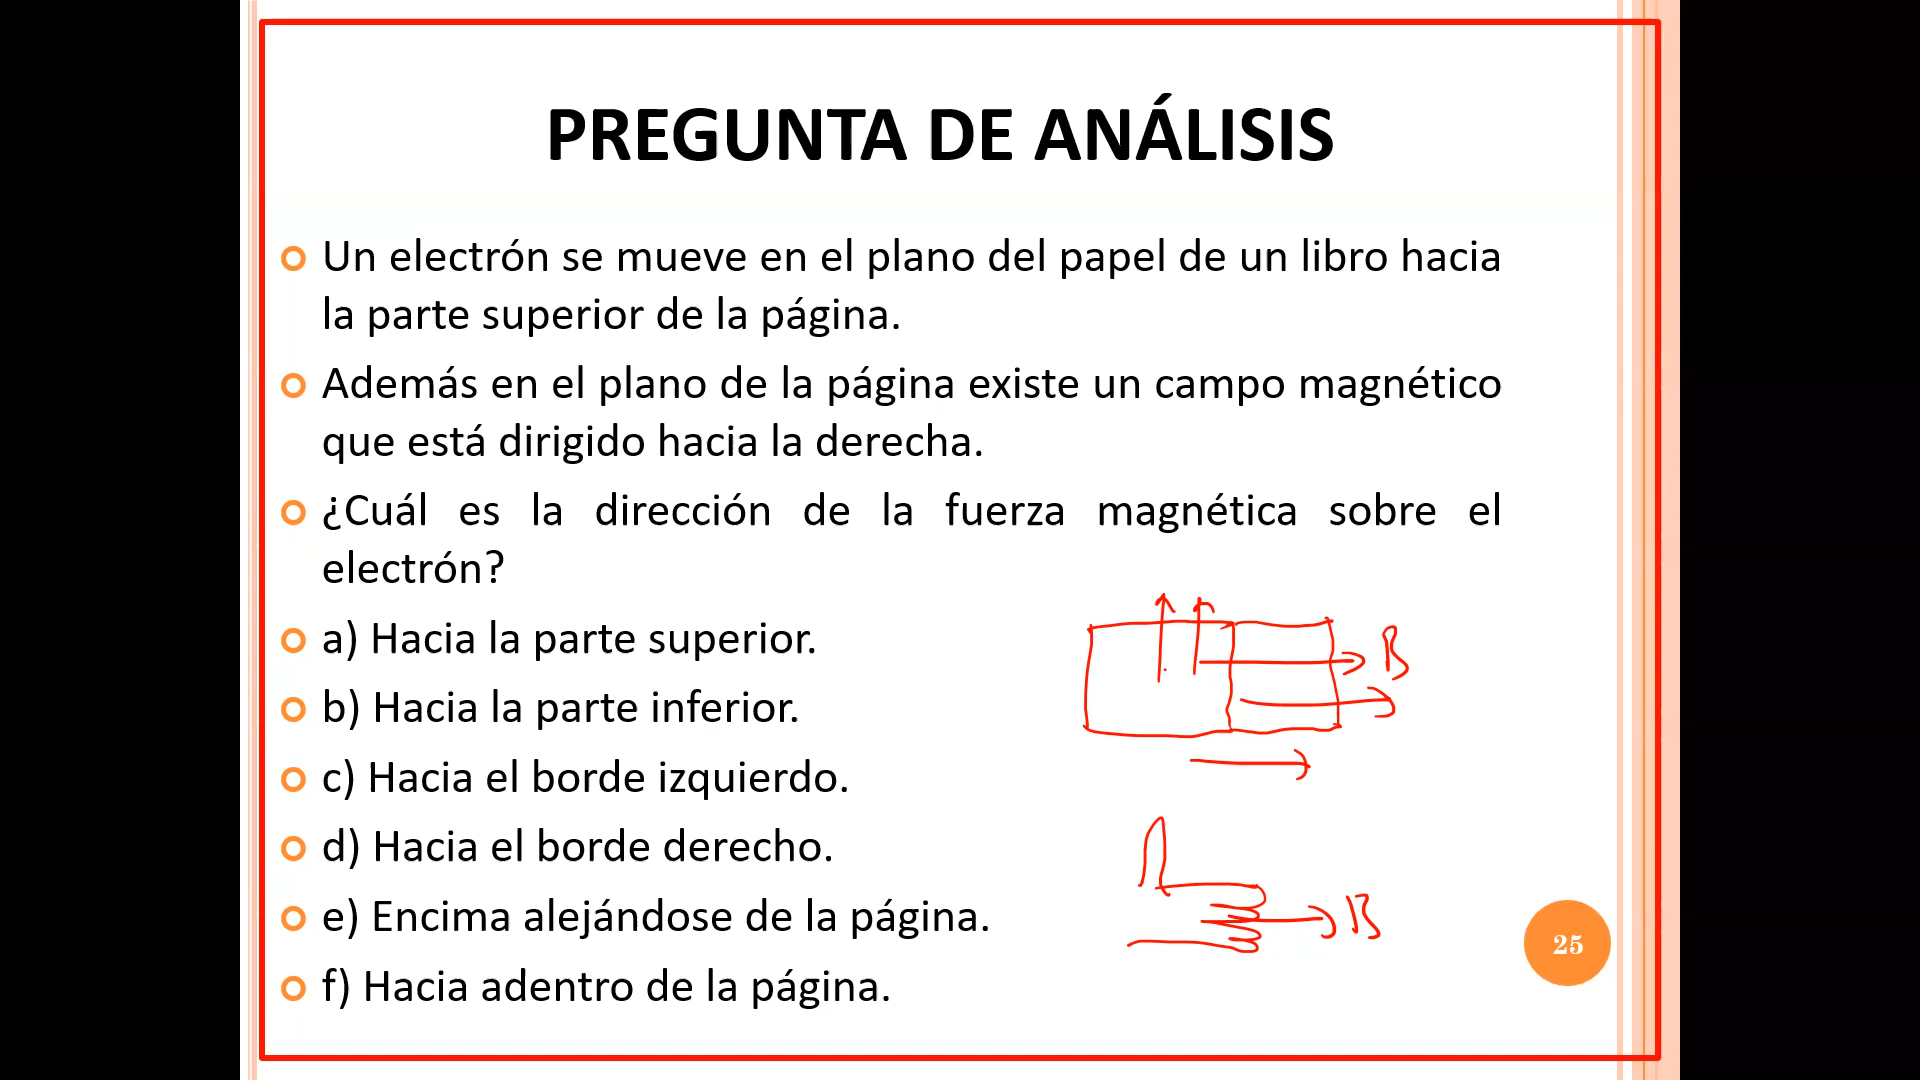 PREGUNTA DE ANÁLISIS
Un electrón se mueve en el plano del papel de un libro hacia
la parte superior de la página.
Además en el plano de la página existe un campo magnético
que está dirigido hacia la derecha.
¿Cuál es la dirección de la fuerza magnética sobre el
electrón?
a) Hacia la parte superior.
b) Hacia la parte inferior.
B
c) Hacia el borde izquierdo.
d) Hacia el borde derecho.
e) Encima alejándose de la página.
B
25
f) Hacia adentro de la página.